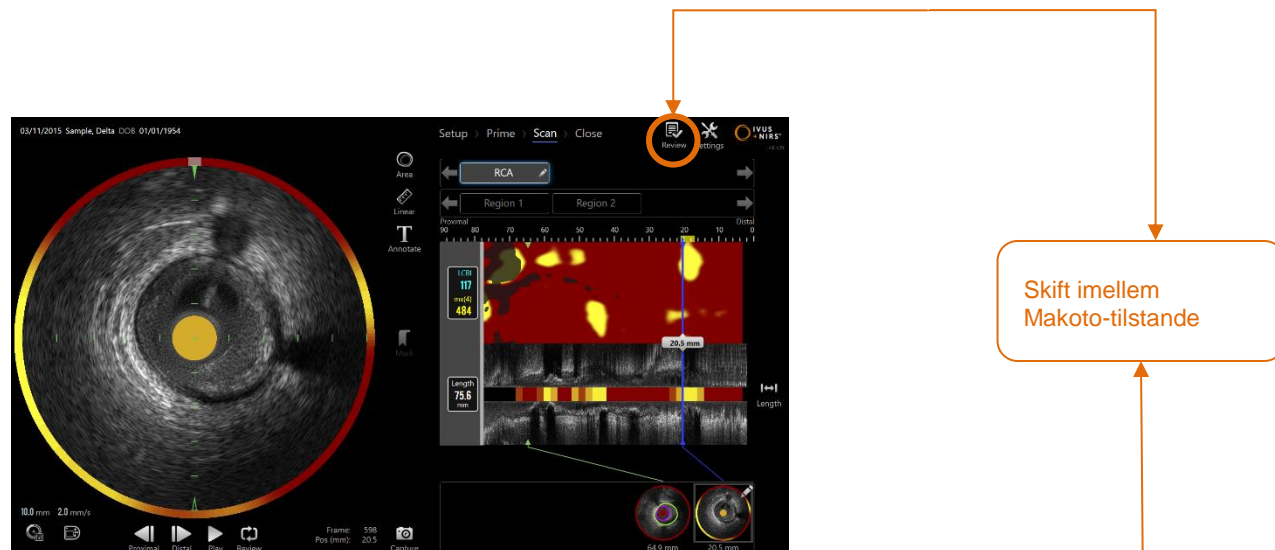 03/11/2015 Sample, Delta DOB 01/01/1954
Setup Prime Scan Close
Review
Settings
IVUS
+NIRS
Area
Linear
Annotate
Mark
RCA
Region 1 Region 2
Proximal Distal
90 80 70 60 50 40 30 20 10 0
LCBI
117
mx(4)
484
20.5 mm
Length
75.6
mm
Length
10.0 mm 2.0 mm/s
Proximal Distal Play Review
Frame: 598
Pos (mm): 20.5
Capture
64.9 mm 20.5 mm
Skift imellem
Makoto-tilstande